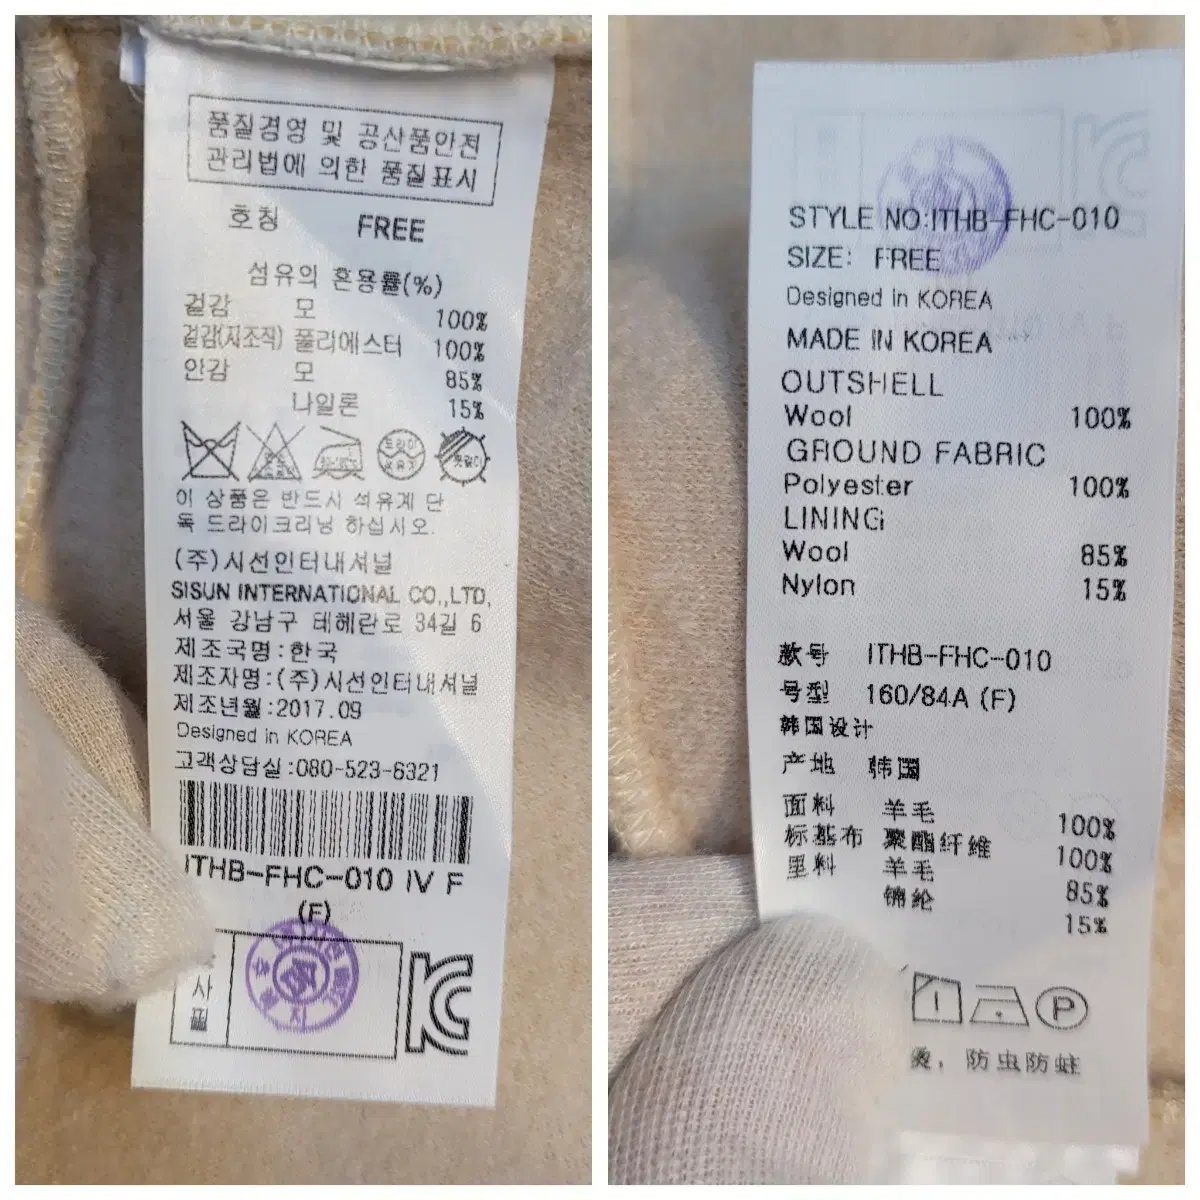 품질경영 및 공산품안전
관리법에 의한 품질표시
호칭 FREE
섬유의 혼용률(%)
겉감 모 100%
겉감(지조직) 폴리에스터 100%
안감 모 85%
나일론 15%
드라이
석유계
이 상품은 반드시 석유계 단
독 드라이크리닝 하십시오.
(주)시선인터내셔널
SISUN INTERNATIONAL CO.,LTD,
서울 강남구 테헤란로 34길 6
제조국명:한국
제조자명:(주)시선인터내셔널
제조년월:2017.09
Designed in KOREA
고객상담실:080-523-6321
ITHB-FHC-010 IV F
(F)
STYLE NO:ITHB-FHC-010
SIZE: FREE
Designed in KOREA
MADE IN KOREA
OUTSHELL
Wool 100%
GROUND FABRIC
Polyester 100%
LINING
Wool 85%
Nylon 15%
款号 ITHB-FHC-010
号型 160/84A (F)
韩国设计
产地 韩国
面料 羊毛 100%
标基布 聚酯纤维 100%
里料 羊毛 85%
锦纶 15%
P
烫, 防虫防蛀